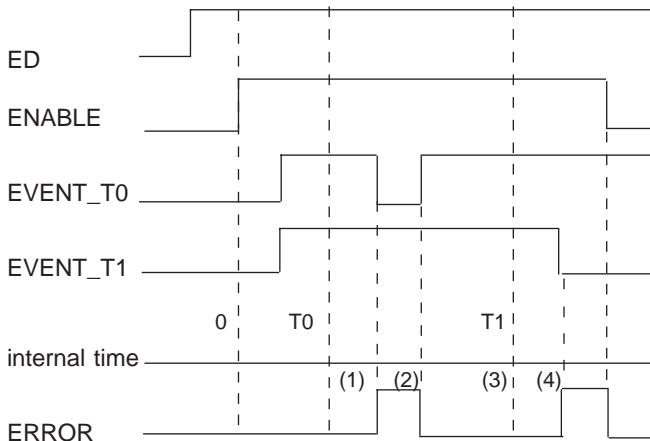 ED
ENABLE
EVENT_T0
EVENT_T1
0 T0 T1
internal time
(1) (2) (3) (4)
ERROR